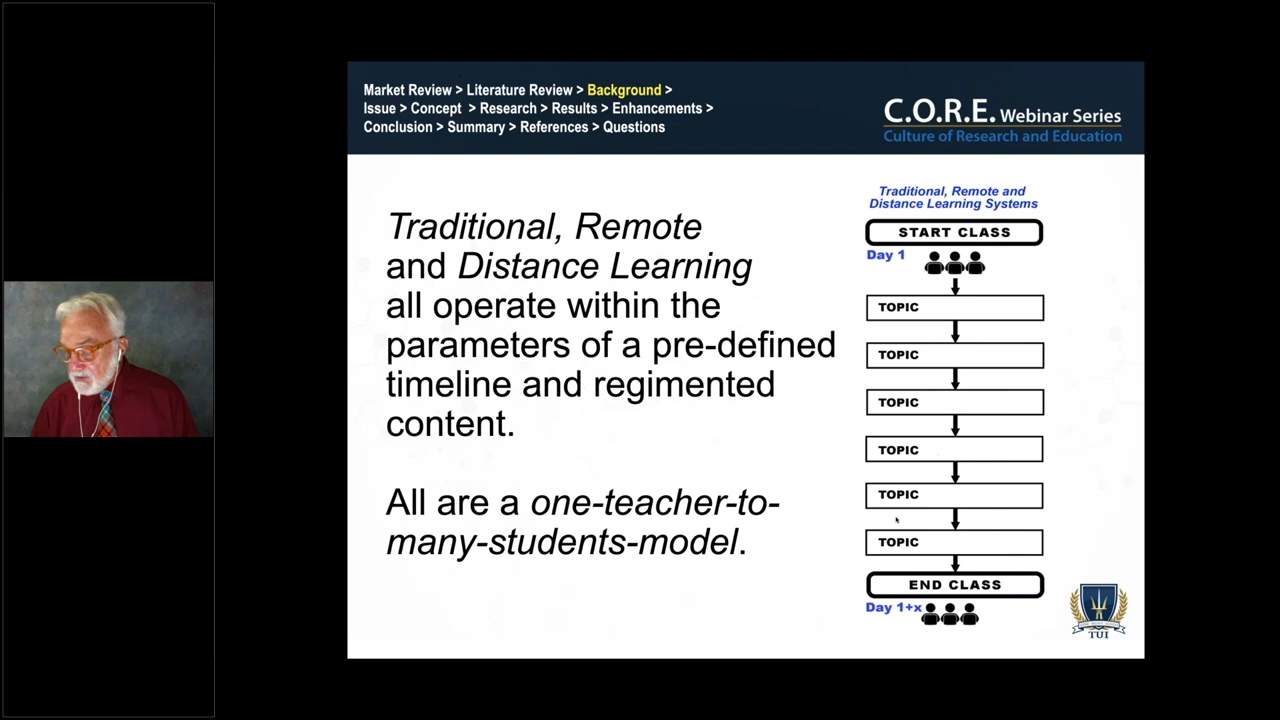 Market Review > Literature Review > Background >
Issue > Concept > Research > Results > Enhancements >
Conclusion > Summary > References > Questions
C.O.R.E. Webinar Series
Culture of Research and Education
Traditional, Remote
and Distance Learning
all operate within the
parameters of a pre-defined
timeline and regimented
content.
All are a one-teacher-to-
many-students-model.
Traditional, Remote and
Distance Learning Systems
START CLASS
Day 1
TOPIC
TOPIC
TOPIC
TOPIC
TOPIC
TOPIC
END CLASS
Day 1+x
TUI